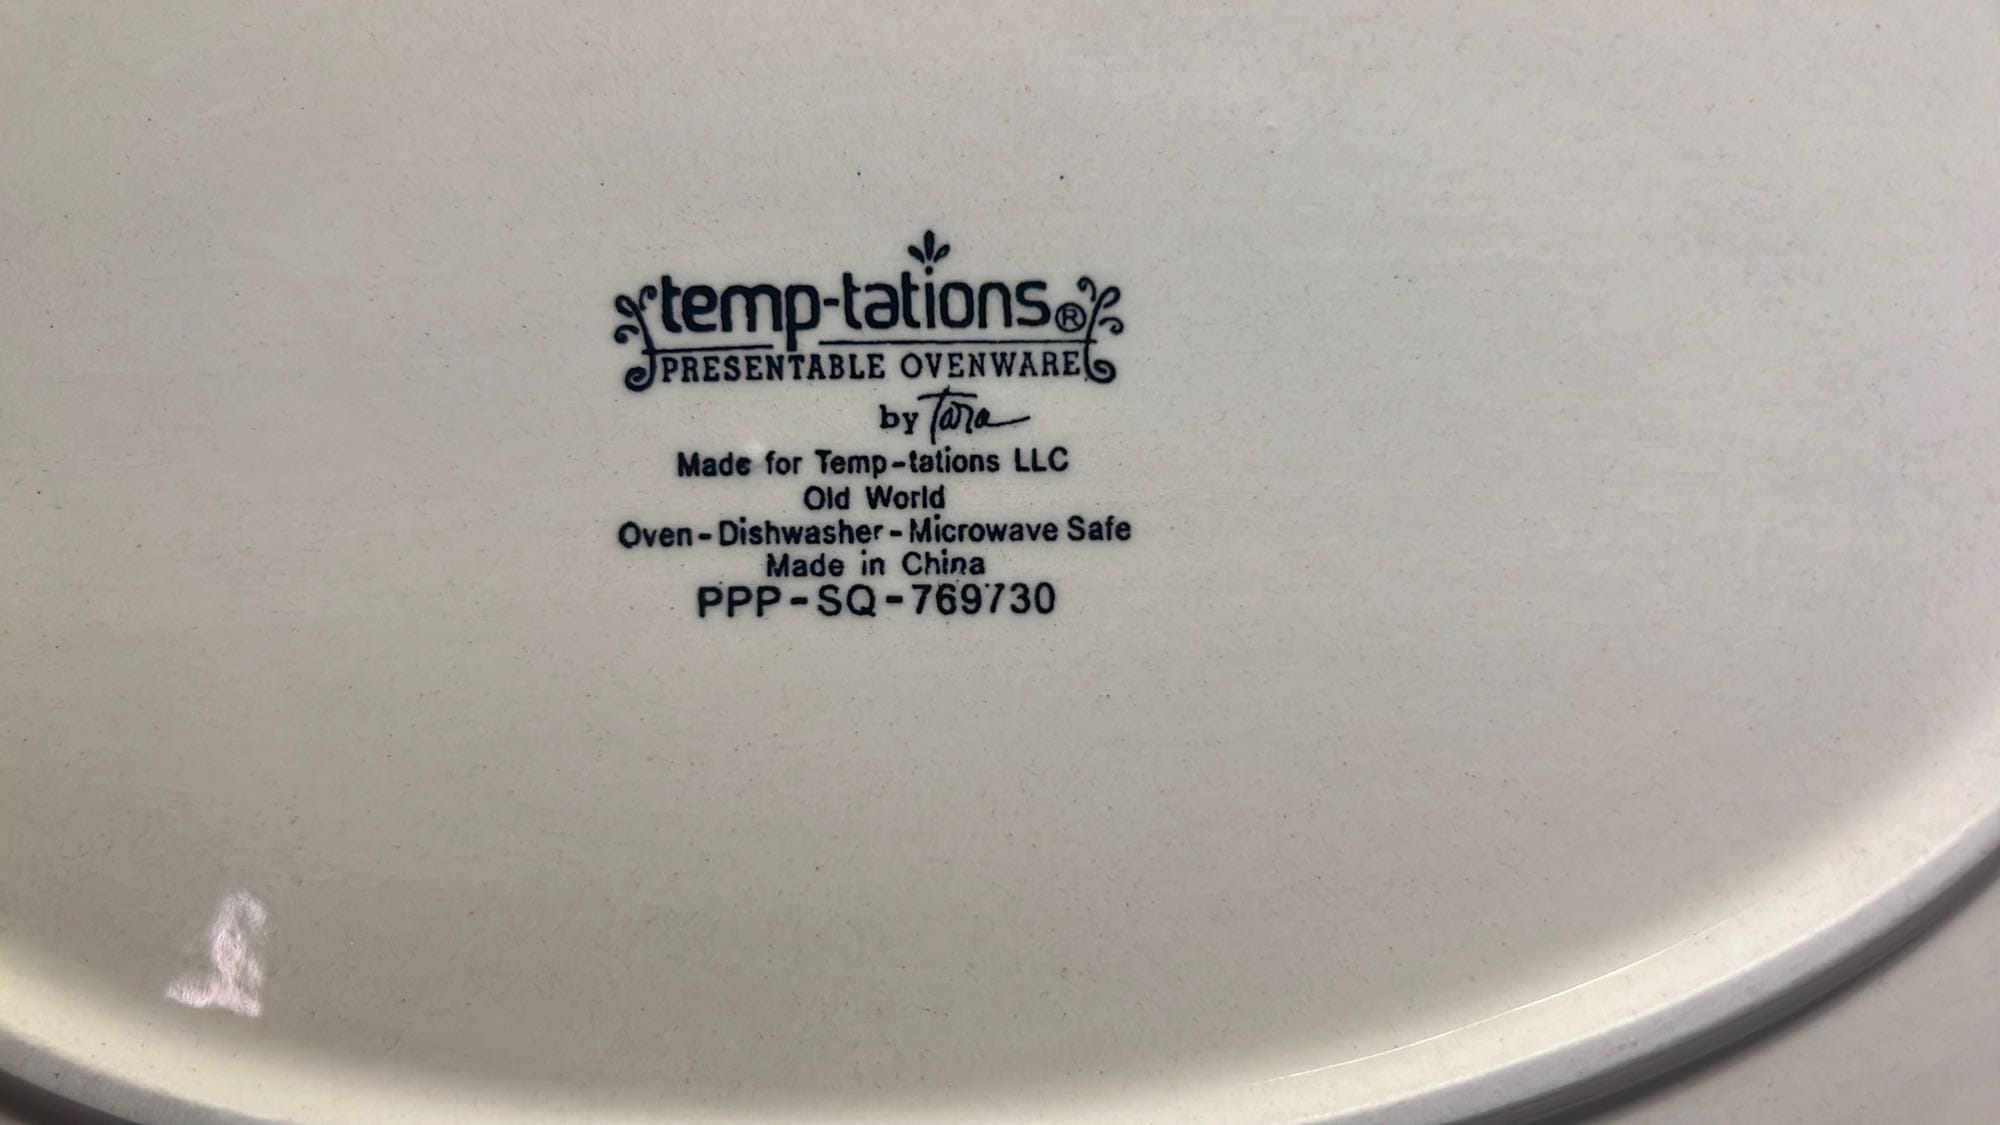 temp-tations®
PRESENTABLE OVENWARE
by Tara
Made for Temp-tations LLC
Old World
Oven-Dishwasher-Microwave Safe
Made in China
PPP-SQ-769730